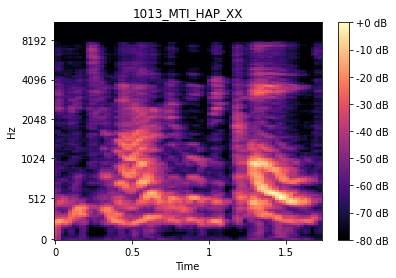 1013_MTI_HAP_XX
8192
4096
2048
1024
512
0
Hz
0
0.5
1
1.5
Time
+0 dB
-10 dB
-20 dB
-30 dB
-40 dB
-50 dB
-60 dB
-70 dB
-80 dB